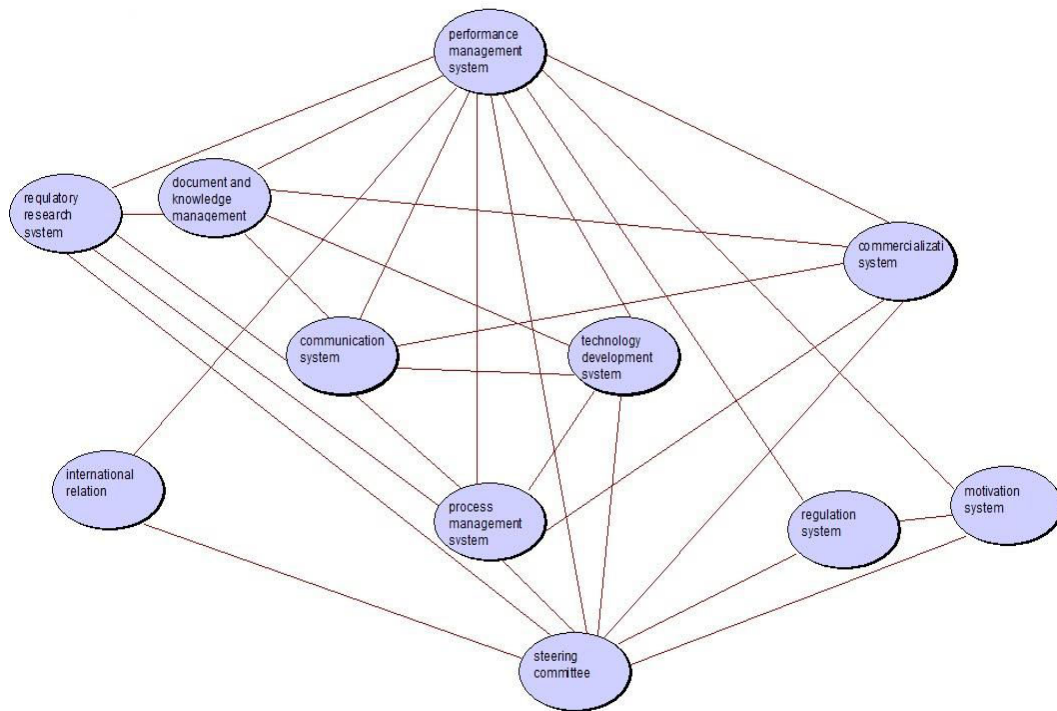 performance
management
system
document and
knowledge
management
requlatory
research
system
commercializati
system
communication
system
technology
development
system
international
relation
process
management
system
regulation
system
motivation
system
steering
committee